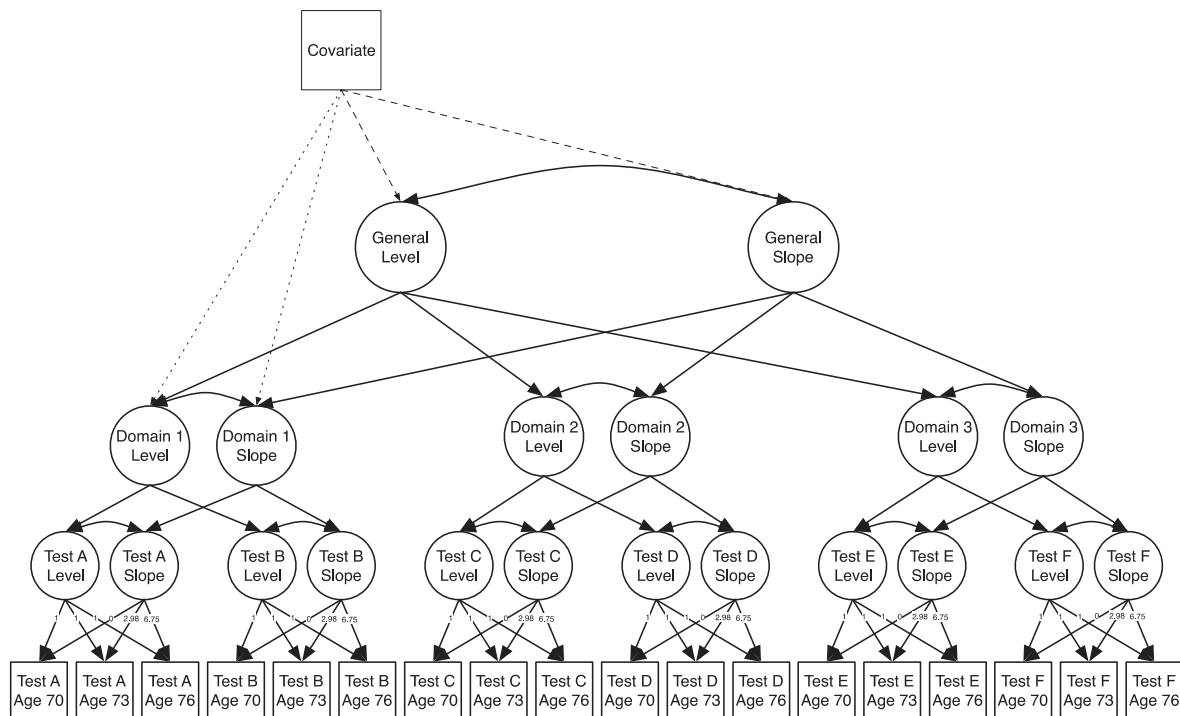 Covariate
General
Level
General
Slope
Domain 1
Level
Domain 1
Slope
Domain 2
Level
Domain 2
Slope
Domain 3
Level
Domain 3
Slope
Test A
Level
Test A
Slope
Test B
Level
Test B
Slope
Test C
Level
Test C
Slope
Test D
Level
Test D
Slope
Test E
Level
Test E
Slope
Test F
Level
Test F
Slope
1 1 1 0 2.98 6.75
1 1 1 0 2.98 6.75
1 1 1 0 2.98 6.75
1 1 1 0 2.98 6.75
1 1 1 0 2.98 6.75
1 1 1 0 2.98 6.75
Test A
Age 70
Test A
Age 73
Test A
Age 76
Test B
Age 70
Test B
Age 73
Test B
Age 76
Test C
Age 70
Test C
Age 73
Test C
Age 76
Test D
Age 70
Test D
Age 73
Test D
Age 76
Test E
Age 70
Test E
Age 73
Test E
Age 76
Test F
Age 70
Test F
Age 73
Test F
Age 76